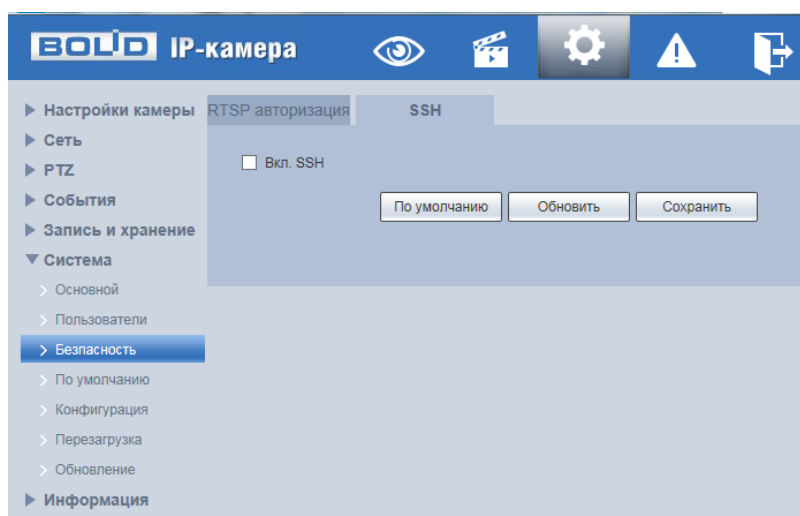 BOLID IP-камера
Настройки камеры
Сеть
PTZ
События
Запись и хранение
Система
Основной
Пользователи
Безпасность
По умолчанию
Конфигурация
Перезагрузка
Обновление
Информация
RTSP авторизация SSH
Вкл. SSH
По умолчанию Обновить Сохранить